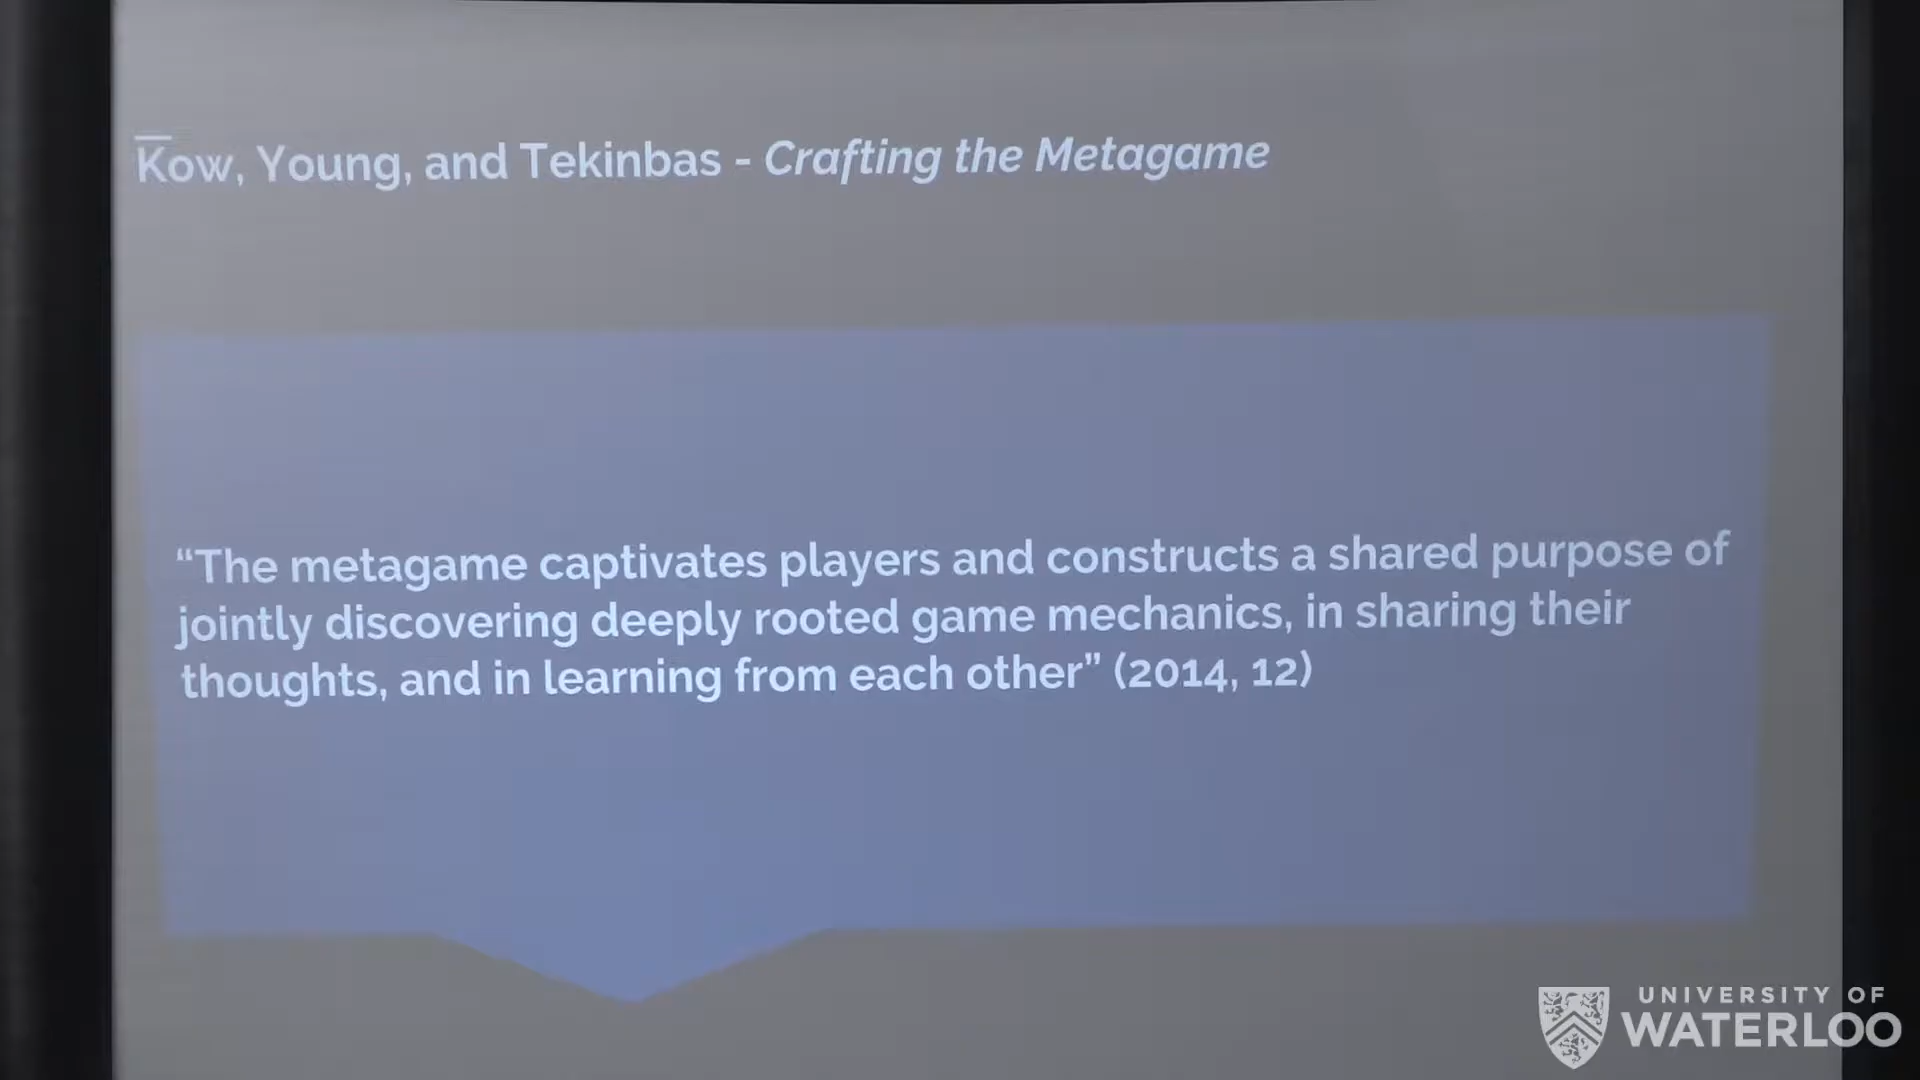 Kow, Young, and Tekinbas - Crafting the Metagame
“The metagame captivates players and constructs a shared purpose of
jointly discovering deeply rooted game mechanics, in sharing their
thoughts, and in learning from each other” (2014, 12)
UNIVERSITY OF
WATERLOO